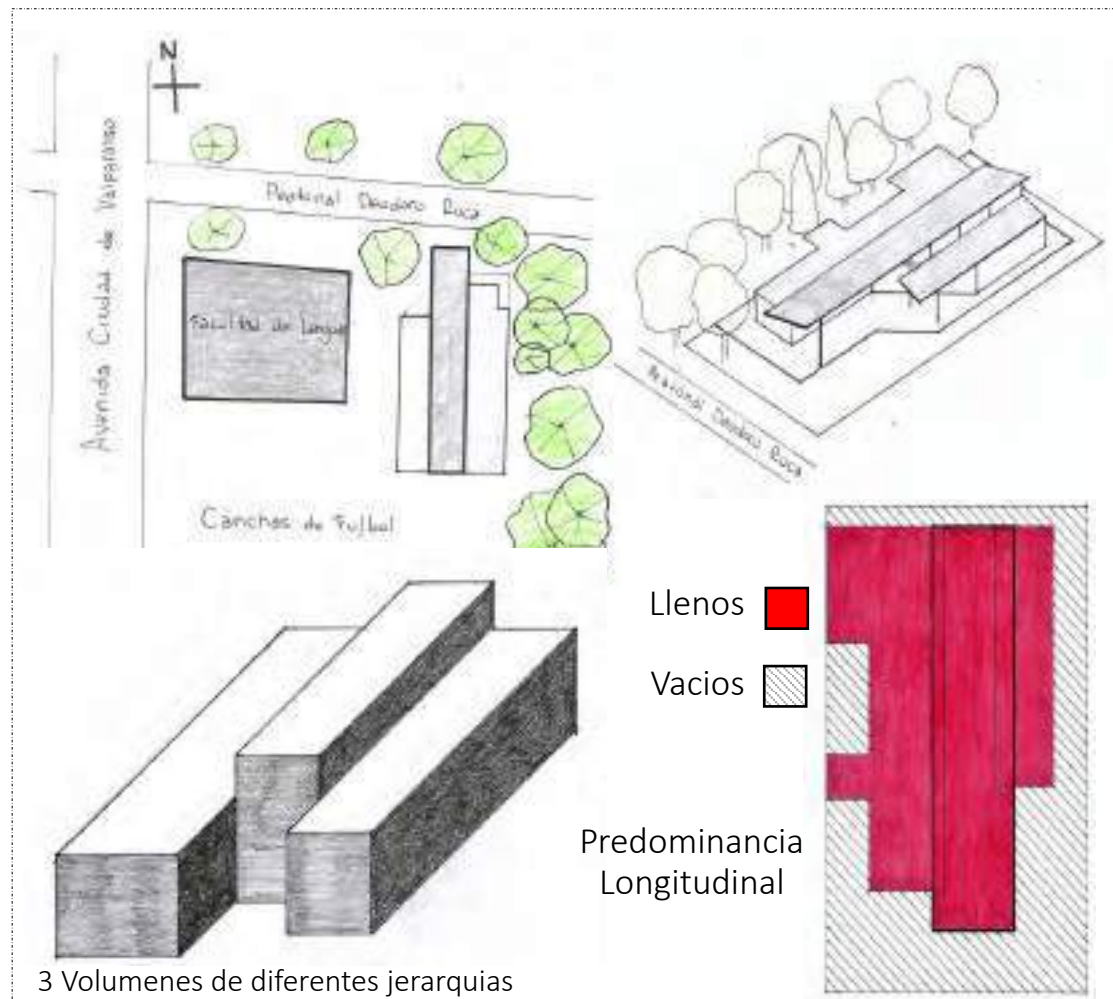 N
Avenida Ciudad de Valparaiso
Peatonal Deodoro Roca
Facultad de Lenguas
Canchas de Futbol
Peatonal Deodoro Roca
Llenos
Vacios
Predominancia
Longitudinal
3 Volumenes de diferentes jerarquias